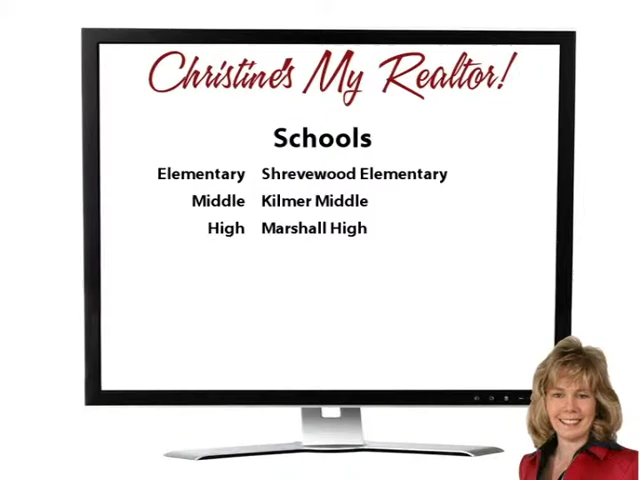 Christine's My Realtor!
Schools
Elementary Shrevewood Elementary
Middle Kilmer Middle
High Marshall High